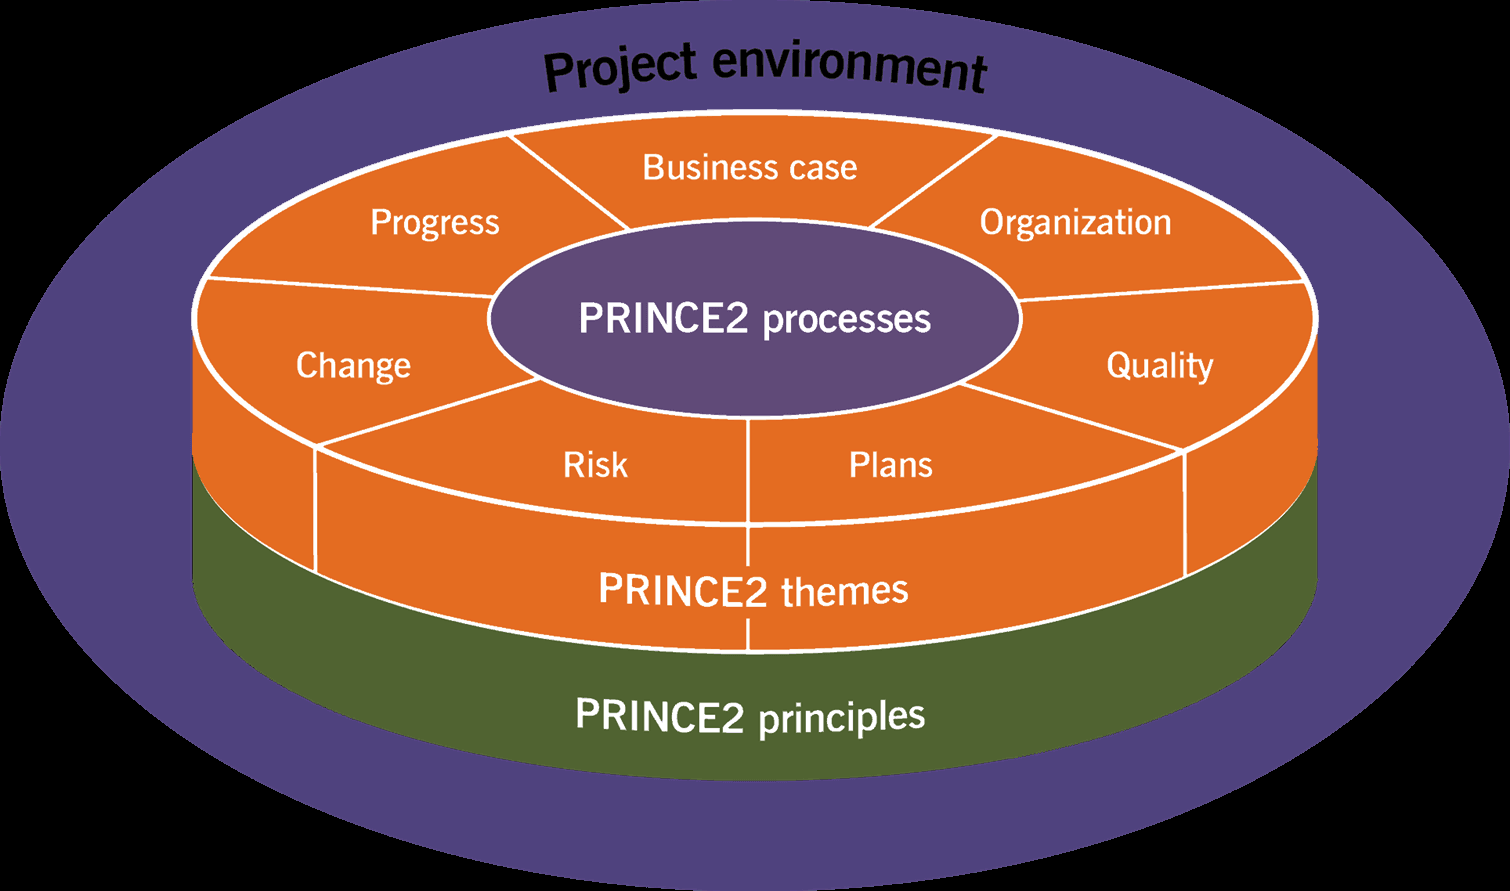 Project environment
Business case
Progress
Organization
PRINCE2 processes
Change
Quality
Risk
Plans
PRINCE2 themes
PRINCE2 principles